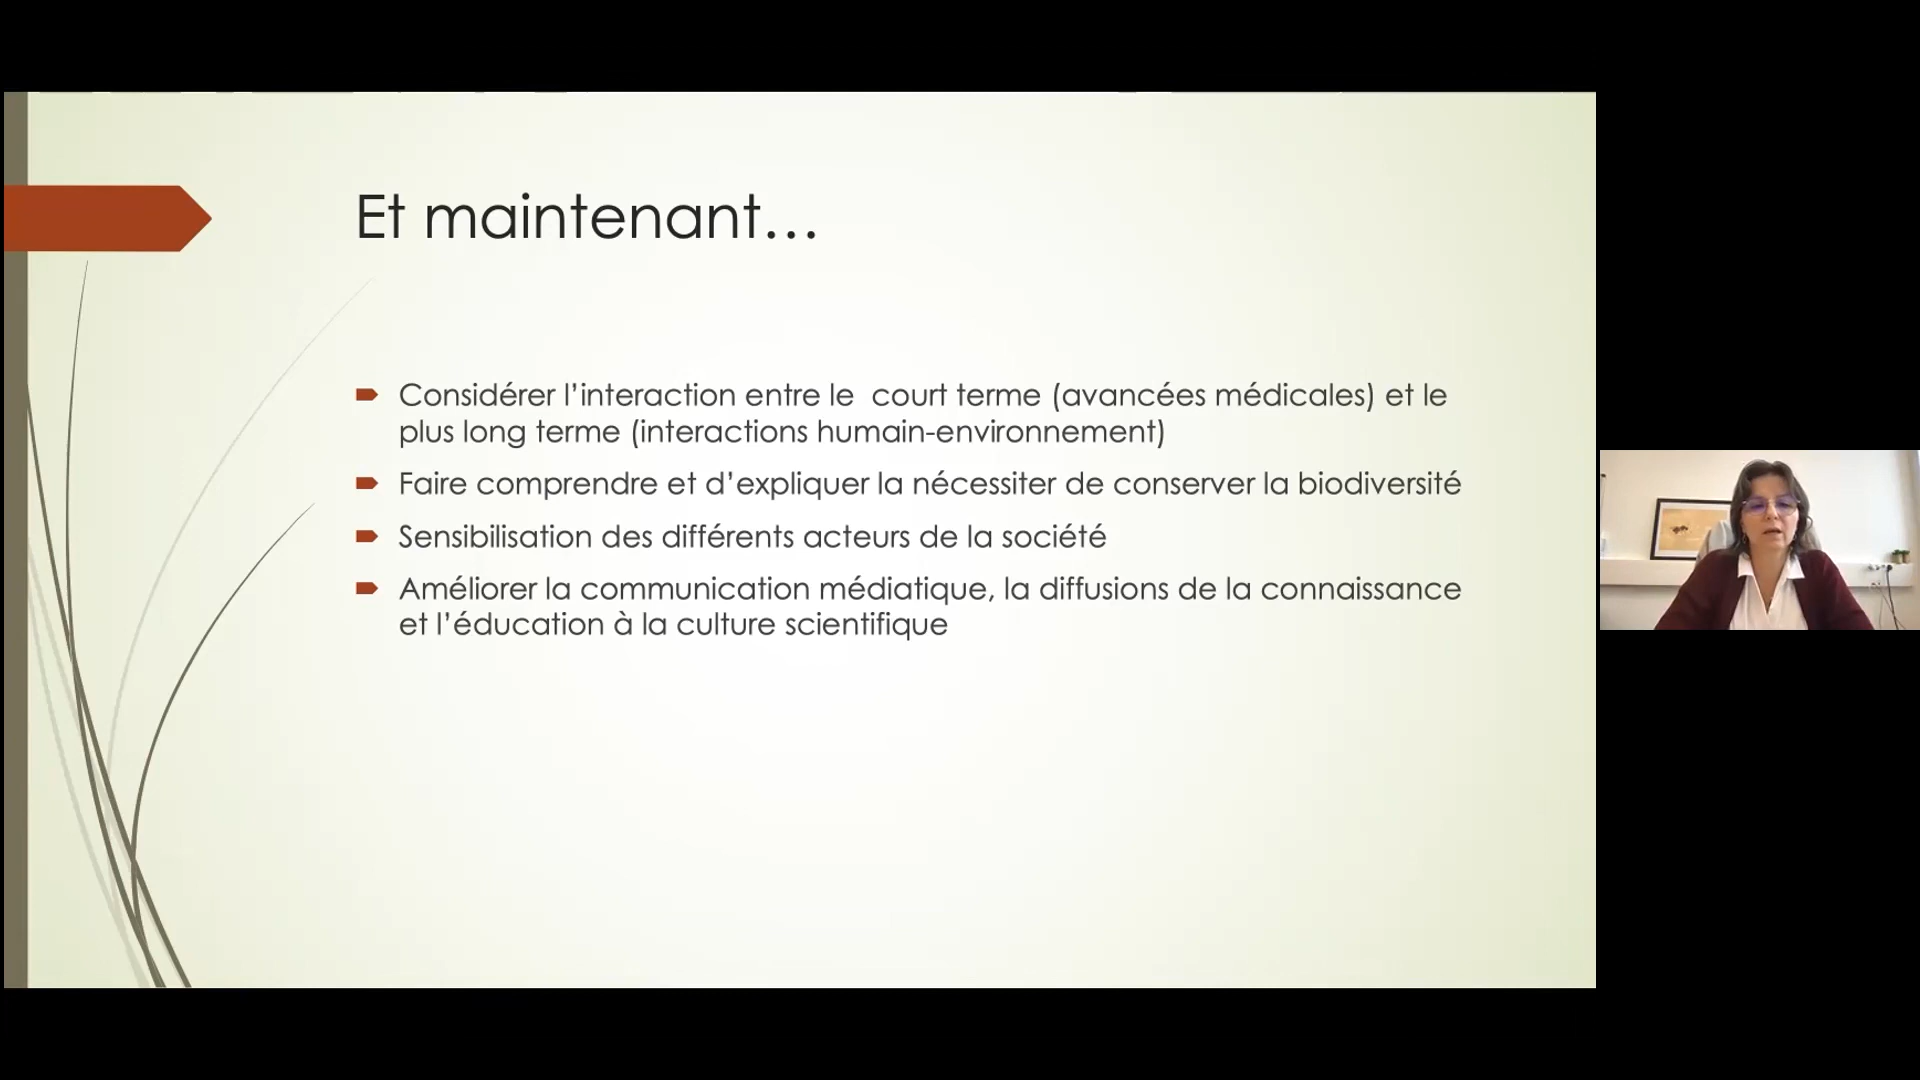 Et maintenant…
Considérer l’interaction entre le  court terme (avancées médicales) et le
plus long terme (interactions humain-environnement)
Faire comprendre et d’expliquer la nécessiter de conserver la biodiversité
Sensibilisation des différents acteurs de la société
Améliorer la communication médiatique, la diffusions de la connaissance
et l’éducation à la culture scientifique